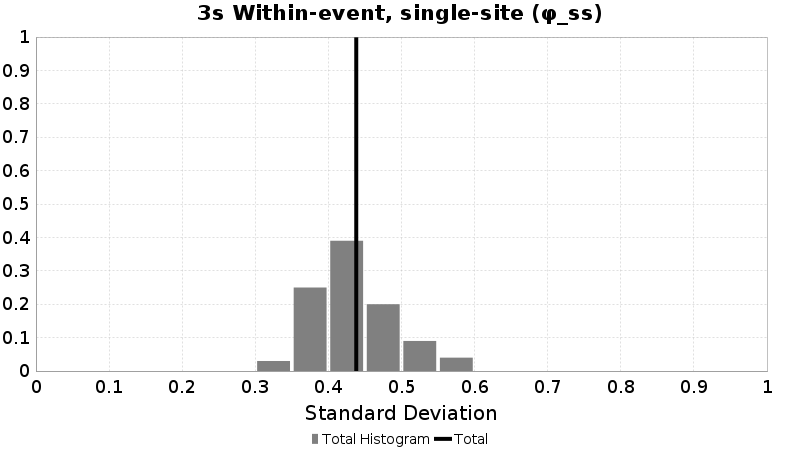 3s Within-event, single-site (φ_ss)
1
0.9
0.8
0.7
0.6
0.5
0.4
0.3
0.2
0.1
0
0 0.1 0.2 0.3 0.4 0.5 0.6 0.7 0.8 0.9 1
Standard Deviation
Total Histogram Total